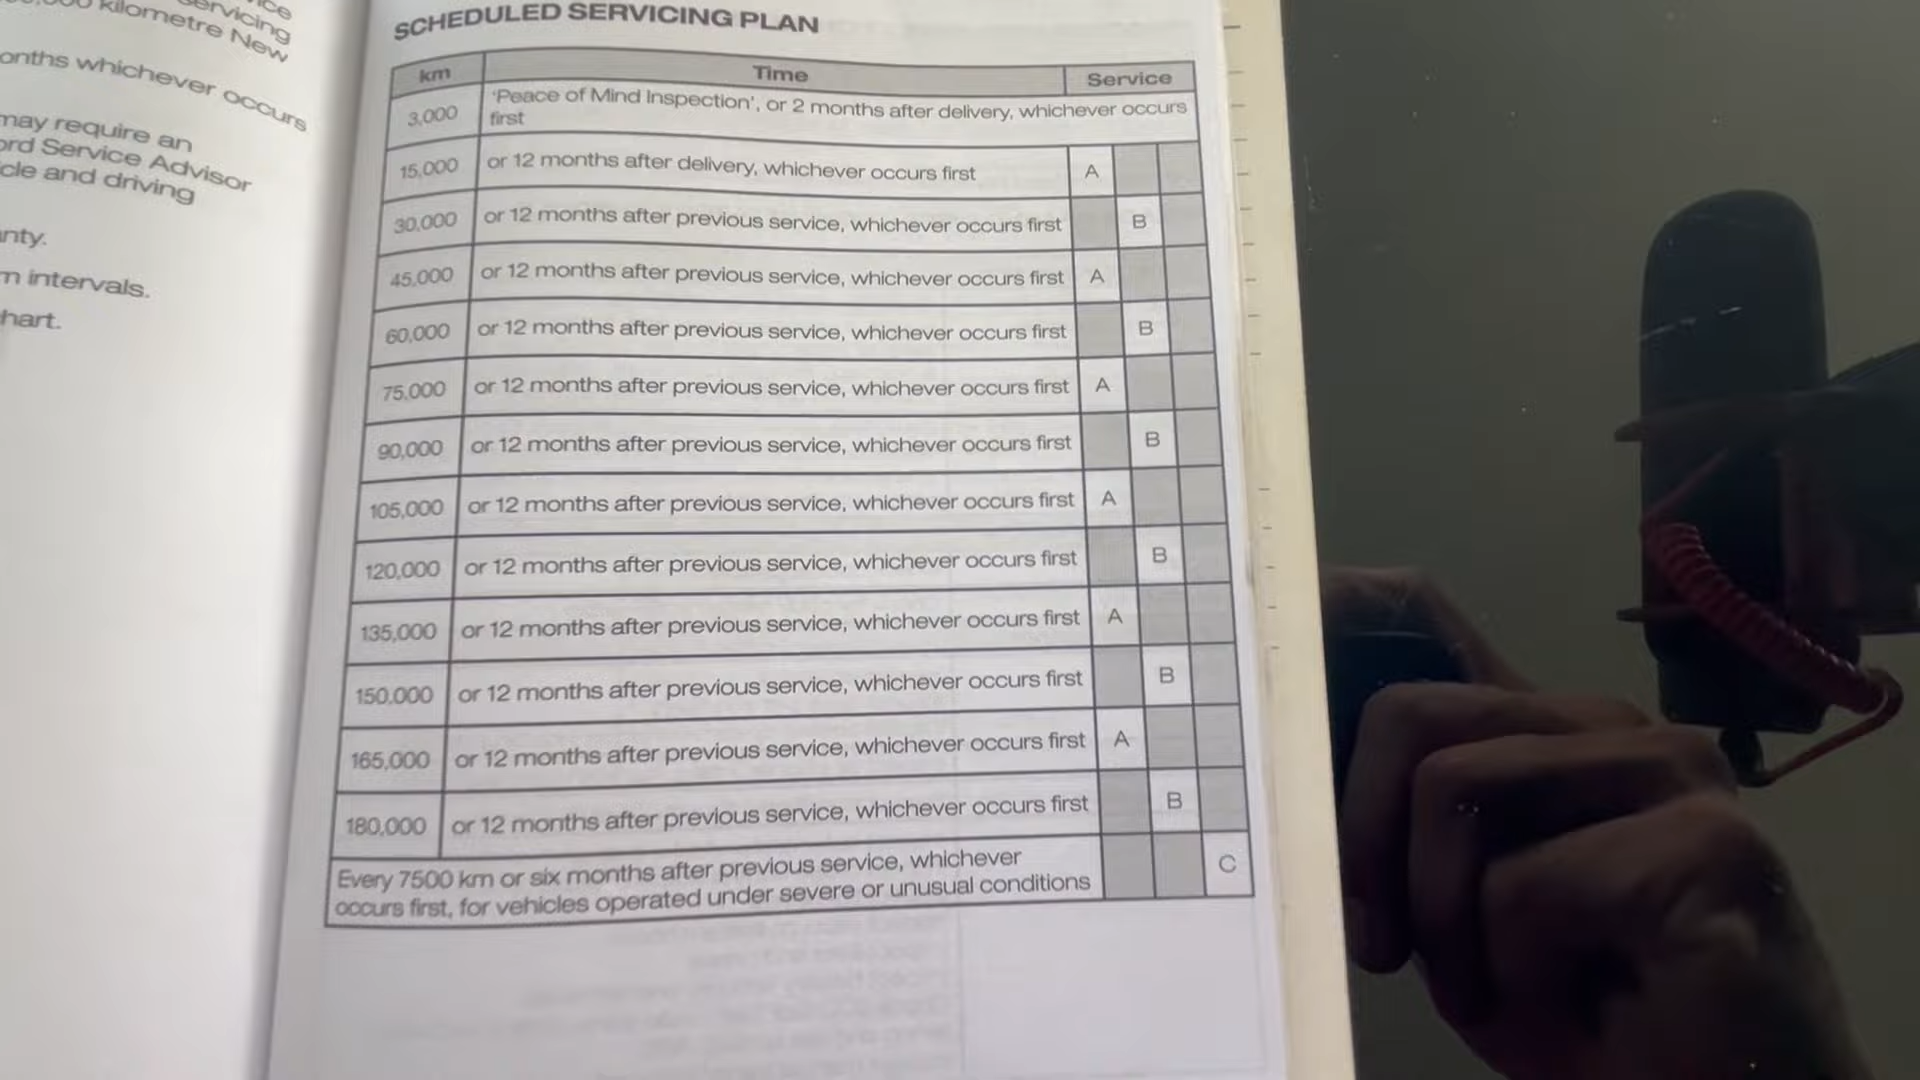 ice
ervicing
kilometre New
onths whichever occurs
may require an
ord Service Advisor
cle and driving
nty.
m intervals.
hart.
SCHEDULED SERVICING PLAN
km Time Service
3,000 'Peace of Mind Inspection', or 2 months after delivery, whichever occurs
first
15,000 or 12 months after delivery, whichever occurs first A
30,000 or 12 months after previous service, whichever occurs first B
45,000 or 12 months after previous service, whichever occurs first A
60,000 or 12 months after previous service, whichever occurs first B
75,000 or 12 months after previous service, whichever occurs first A
90,000 or 12 months after previous service, whichever occurs first B
105,000 or 12 months after previous service, whichever occurs first A
120,000 or 12 months after previous service, whichever occurs first B
135,000 or 12 months after previous service, whichever occurs first A
150,000 or 12 months after previous service, whichever occurs first B
165,000 or 12 months after previous service, whichever occurs first A
180,000 or 12 months after previous service, whichever occurs first B
Every 7500 km or six months after previous service, whichever
occurs first, for vehicles operated under severe or unusual conditions C